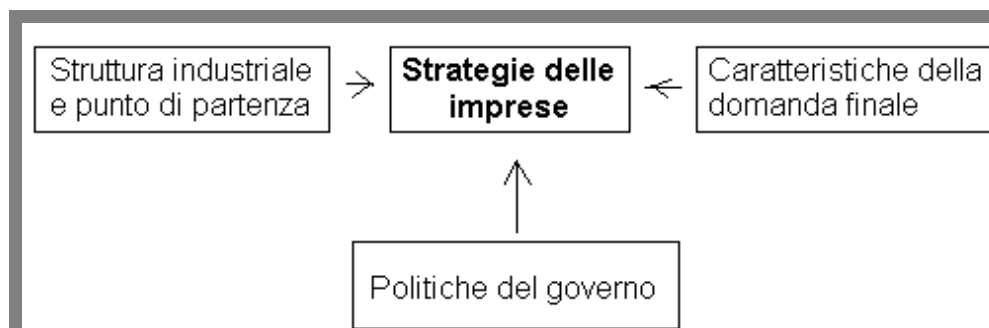 Struttura industriale
e punto di partenza
Strategie delle
imprese
Caratteristiche della
domanda finale
Politiche del governo